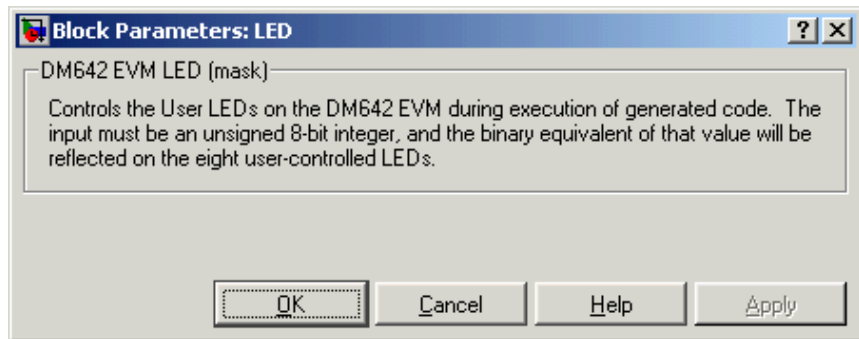 Block Parameters: LED
DM642 EVM LED (mask)
Controls the User LEDs on the DM642 EVM during execution of generated code. The
input must be an unsigned 8-bit integer, and the binary equivalent of that value will be
reflected on the eight user-controlled LEDs.
OK Cancel Help Apply